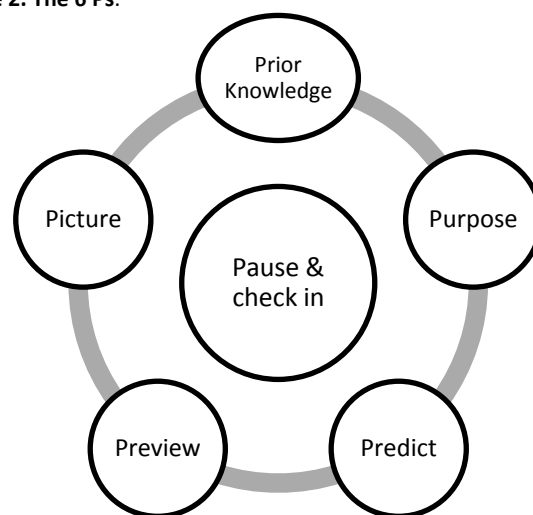 2. The 6 Ps.
Prior
Knowledge
Picture
Purpose
Pause &
check in
Preview
Predict